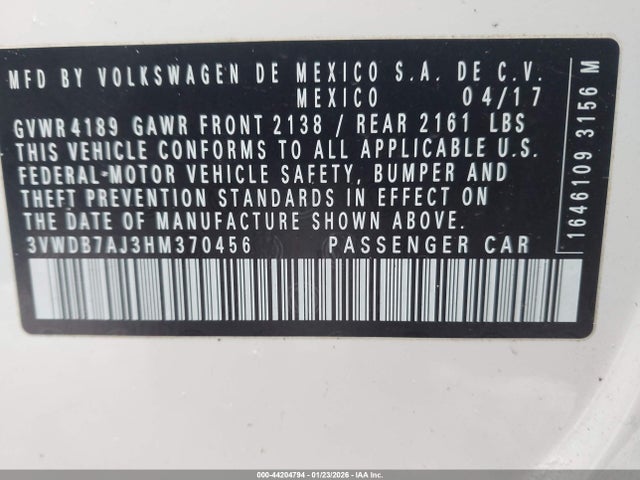 MFD BY VOLKSWAGEN DE MEXICO S.A. DE C.V.
MEXICO 04/17
GVWR 4189 GAWR FRONT 2138 / REAR 2161 LBS
THIS VEHICLE CONFORMS TO ALL APPLICABLE U.S.
FEDERAL-MOTOR VEHICLE SAFETY, BUMPER AND
THEFT PREVENTION STANDARDS IN EFFECT ON
THE DATE OF MANUFACTURE SHOWN ABOVE.
3VWDB7AJ3HM370456 PASSENGER CAR
1646109 3156 M
000-44204794 - 01/23/2026 - IAA Inc.